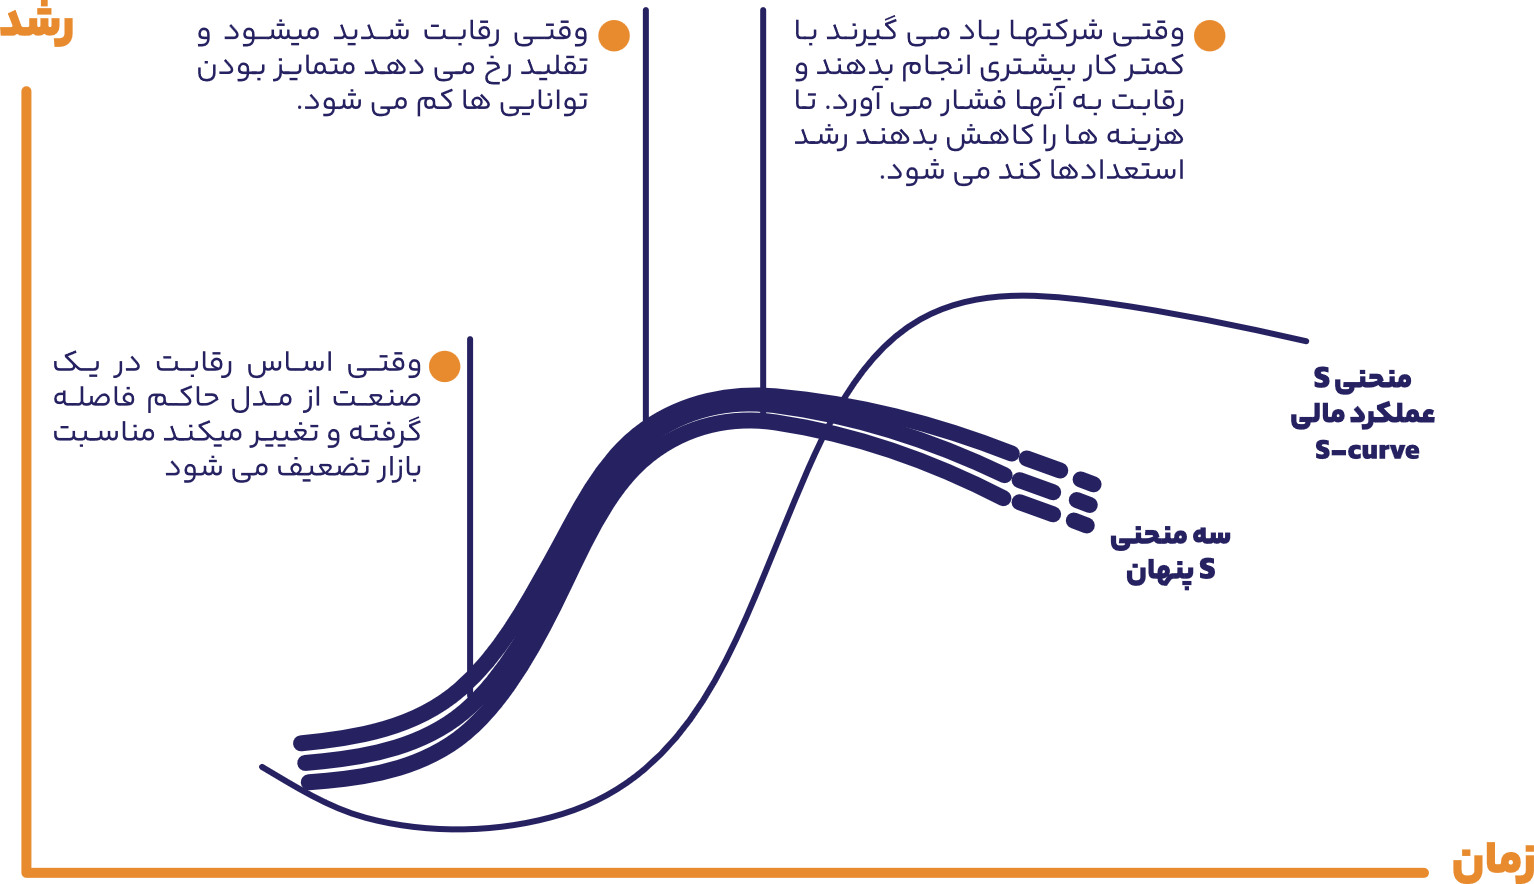 رشد
وقتی شرکتها یاد می گیرند با
کمتر کار بیشتری انجام بدهند و
رقابت به آنها فشار می آورد. تا
هزینه ها را کاهش بدهند رشد
استعدادها کند می شود.
وقتی رقابت شدید میشود و
تقلید رخ می دهد متمایز بودن
توانایی ها کم می شود.
وقتی اساس رقابت در یک
صنعت از مدل حاکم فاصله
گرفته و تغییر میکند مناسبت
بازار تضعیف می شود
منحنی S
عملکرد مالی
S-curve
سه منحنی
S پنهان
زمان